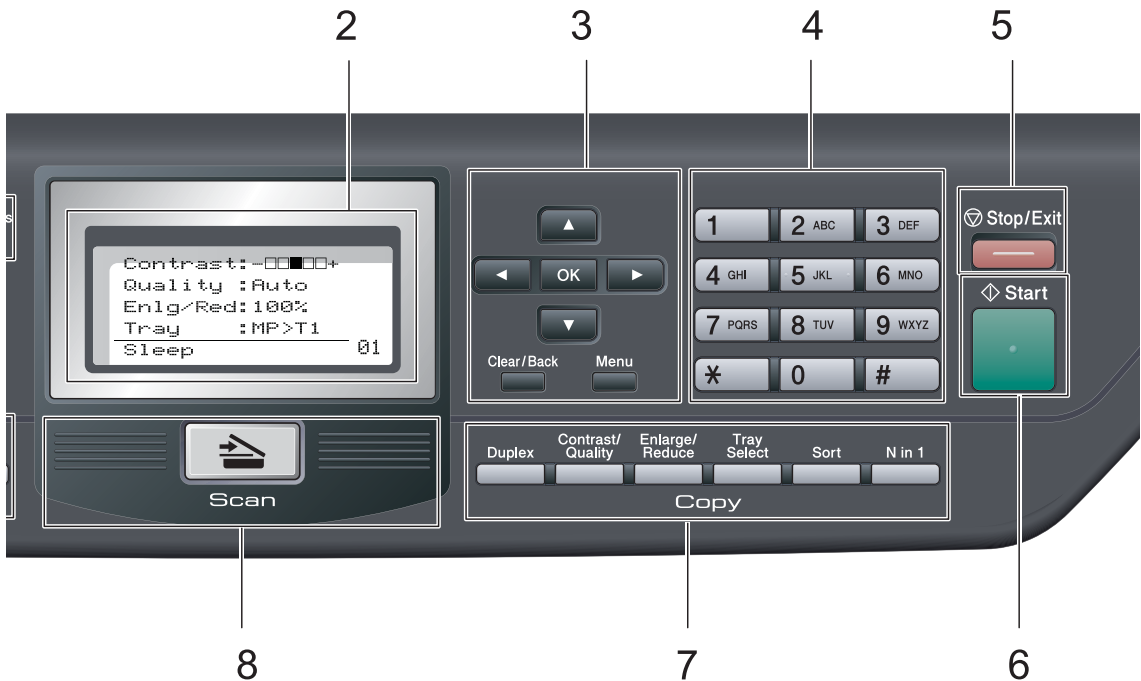 2 3 4 5
s
Contrast:-□□■□□+
Quality :Auto
Enlg/Red:100%
Tray :MP>T1
Sleep 01
▲
◄ OK ►
▼
Clear/Back Menu
1 2 ABC 3 DEF
4 GHI 5 JKL 6 MNO
7 PQRS 8 TUV 9 WXYZ
* 0 #
Stop/Exit
Start
Scan
Duplex Contrast/ Quality Enlarge/ Reduce Tray Select Sort N in 1
Copy
8 7 6